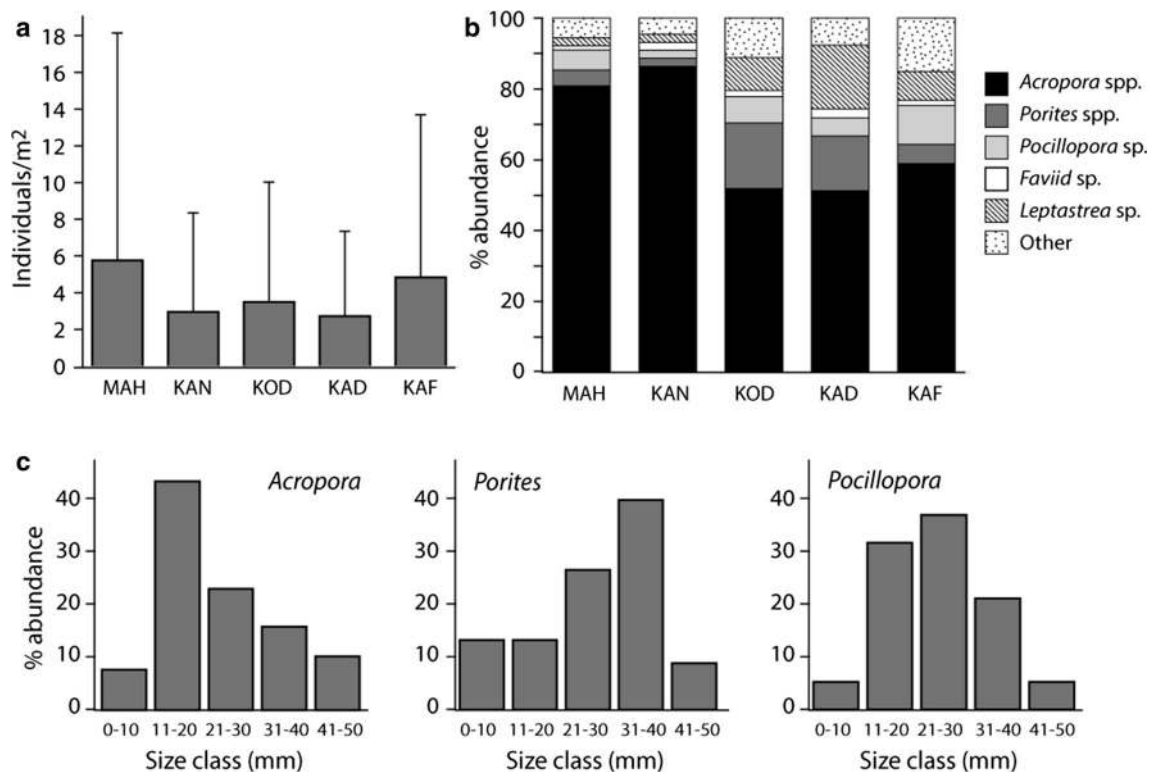 a
Individuals/m2
18
16
14
12
10
8
6
4
2
0
MAH KAN KOD KAD KAF
b
% abundance
100
80
60
40
20
0
MAH KAN KOD KAD KAF
Acropora spp.
Porites spp.
Pocillopora sp.
Faviid sp.
Leptastrea sp.
Other
c
% abundance
Acropora
40
30
20
10
0
0-10 11-20 21-30 31-40 41-50
Size class (mm)
Porites
40
30
20
10
0
0-10 11-20 21-30 31-40 41-50
Size class (mm)
Pocillopora
40
30
20
10
0
0-10 11-20 21-30 31-40 41-50
Size class (mm)